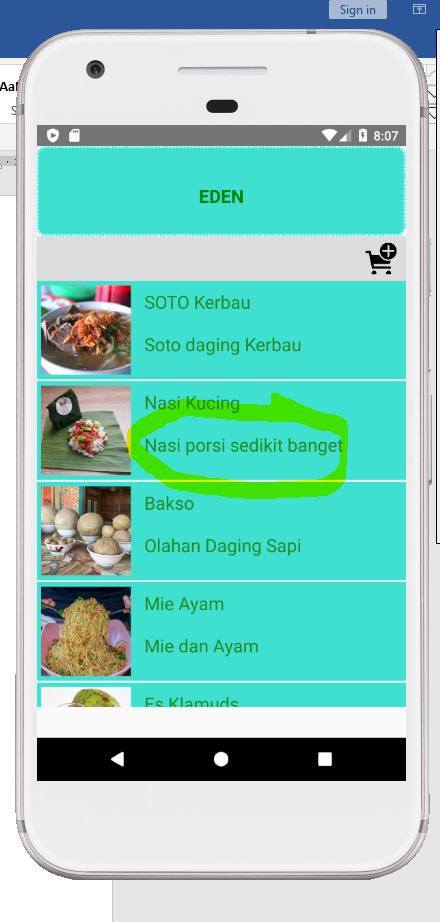 Sign in
8:07
EDEN
SOTO Kerbau
Soto daging Kerbau
Nasi Kucing
Nasi porsi sedikit banget
Bakso
Olahan Daging Sapi
Mie Ayam
Mie dan Ayam
Es Klamuds